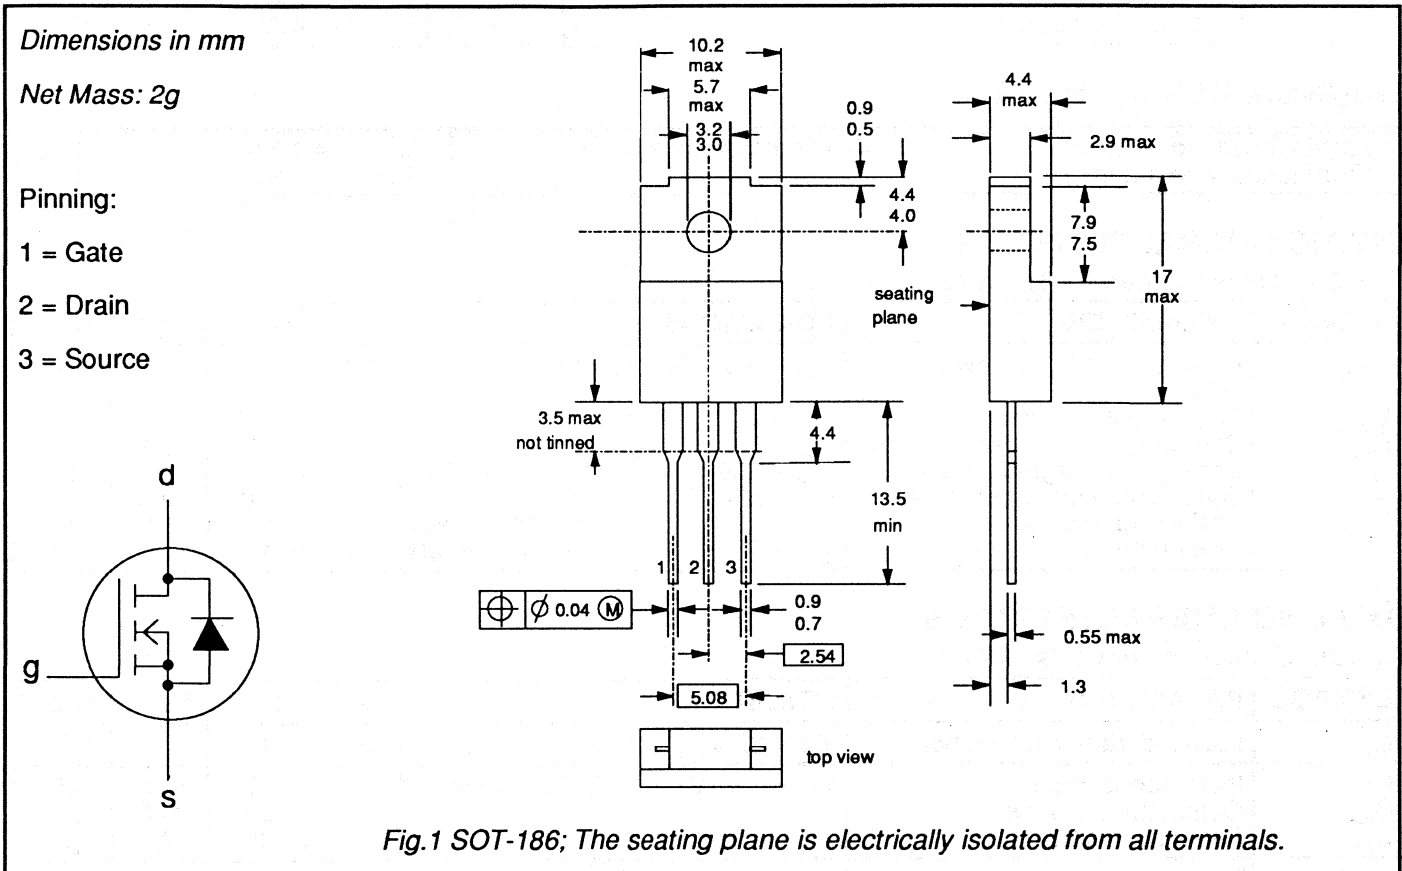 Dimensions in mm
Net Mass: 2g
Pinning:
1 = Gate
2 = Drain
3 = Source
d
g
s
10.2
max
5.7
max
3.2
3.0
0.9
0.5
4.4
4.0
4.4
max
2.9 max
7.9
7.5
17
max
seating
plane
3.5 max
not tinned
4.4
13.5
min
1 2 3
⌀ 0.04 Ⓜ
0.9
0.7
2.54
5.08
0.55 max
1.3
top view
Fig.1 SOT-186; The seating plane is electrically isolated from all terminals.